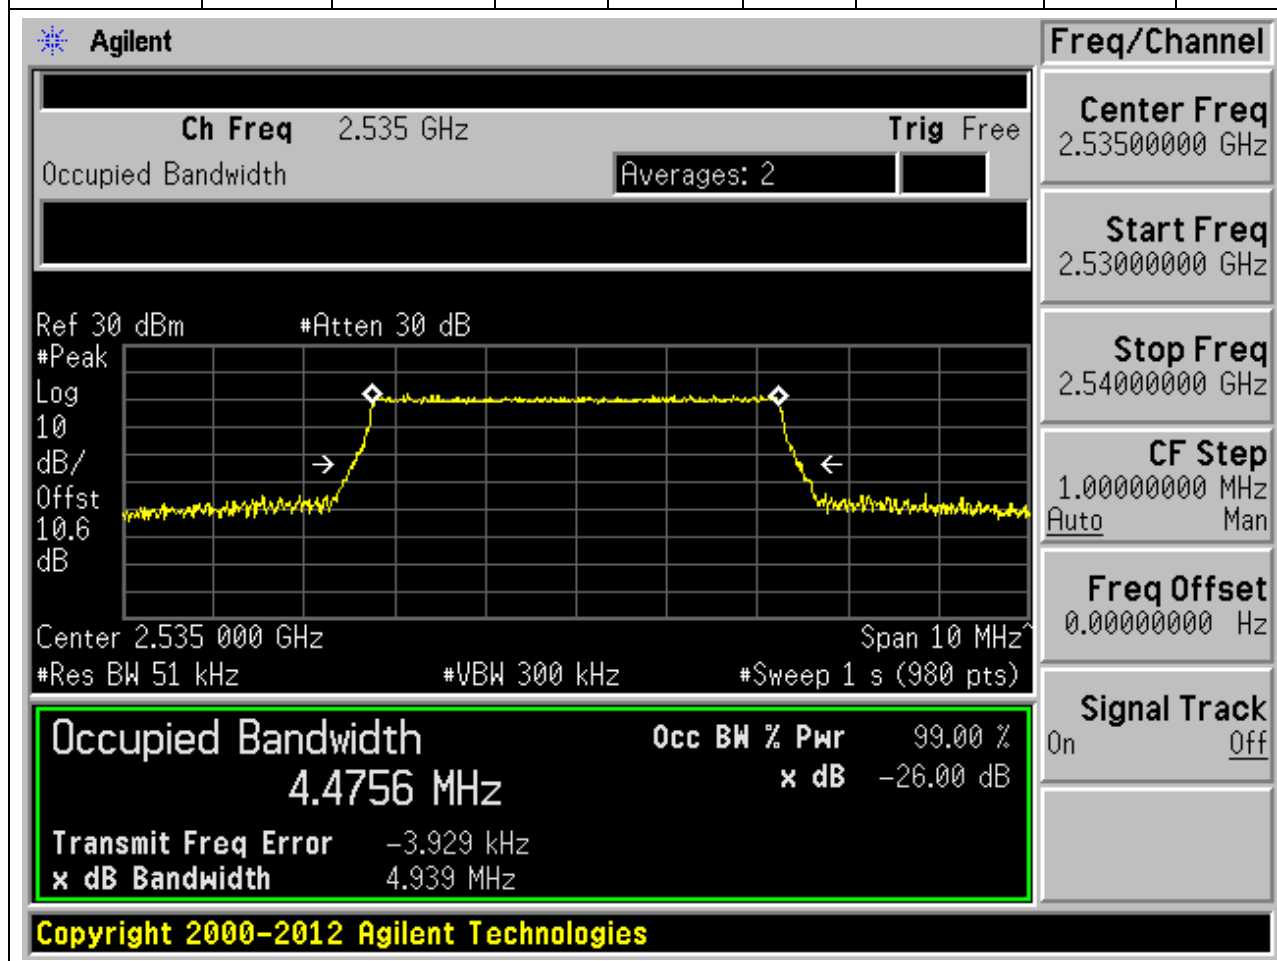 Agilent
Freq/Channel
Ch Freq 2.535 GHz Trig Free
Occupied Bandwidth Averages: 2
Ref 30 dBm #Atten 30 dB
#Peak
Log
10
dB/
Offst
10.6
dB
Center 2.535 000 GHz Span 10 MHz^
#Res BW 51 kHz #VBW 300 kHz #Sweep 1 s (980 pts)
Occupied Bandwidth Occ BW % Pwr 99.00 %
4.4756 MHz x dB -26.00 dB
Transmit Freq Error -3.929 kHz
x dB Bandwidth 4.939 MHz
Copyright 2000-2012 Agilent Technologies
Center Freq
2.53500000 GHz
Start Freq
2.53000000 GHz
Stop Freq
2.54000000 GHz
CF Step
1.00000000 MHz
Auto Man
Freq Offset
0.00000000 Hz
Signal Track
On Off